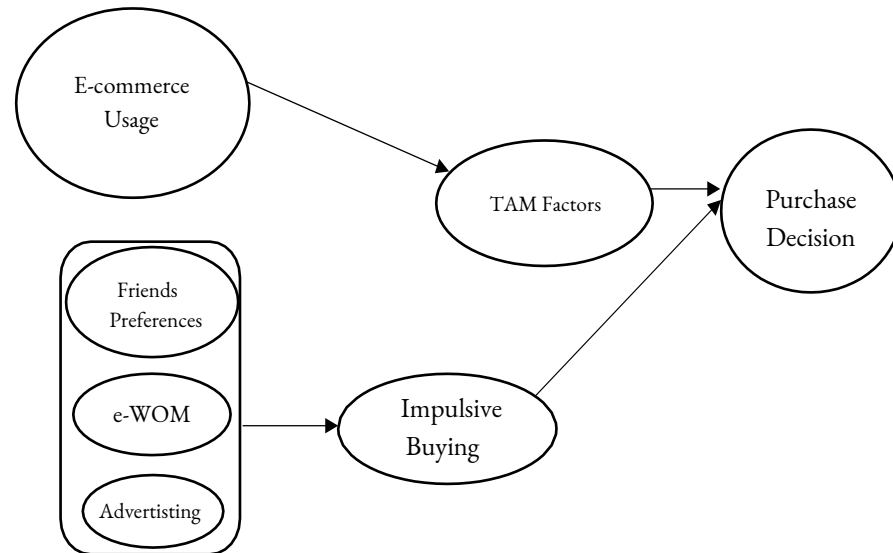 E-commerce
Usage
TAM Factors
Purchase
Decision
Friends
Preferences
e-WOM
Impulsive
Buying
Advertisting